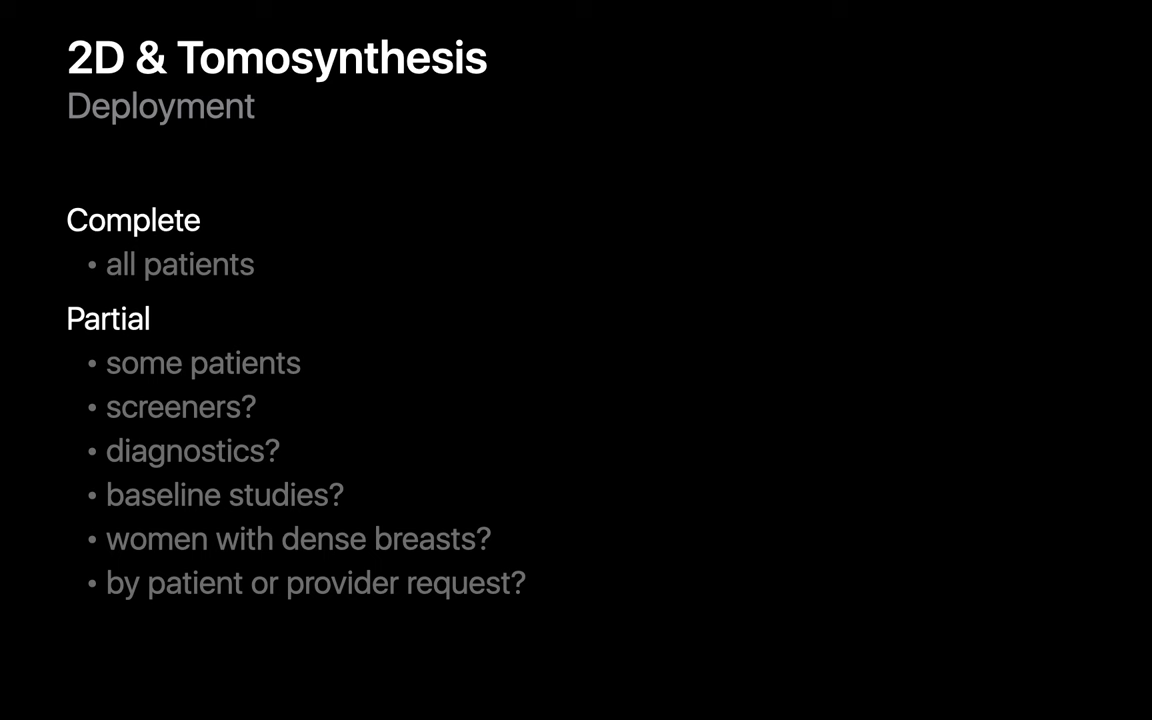 2D & Tomosynthesis
Deployment
Complete
• all patients
Partial
• some patients
• screeners?
• diagnostics?
• baseline studies?
• women with dense breasts?
• by patient or provider request?